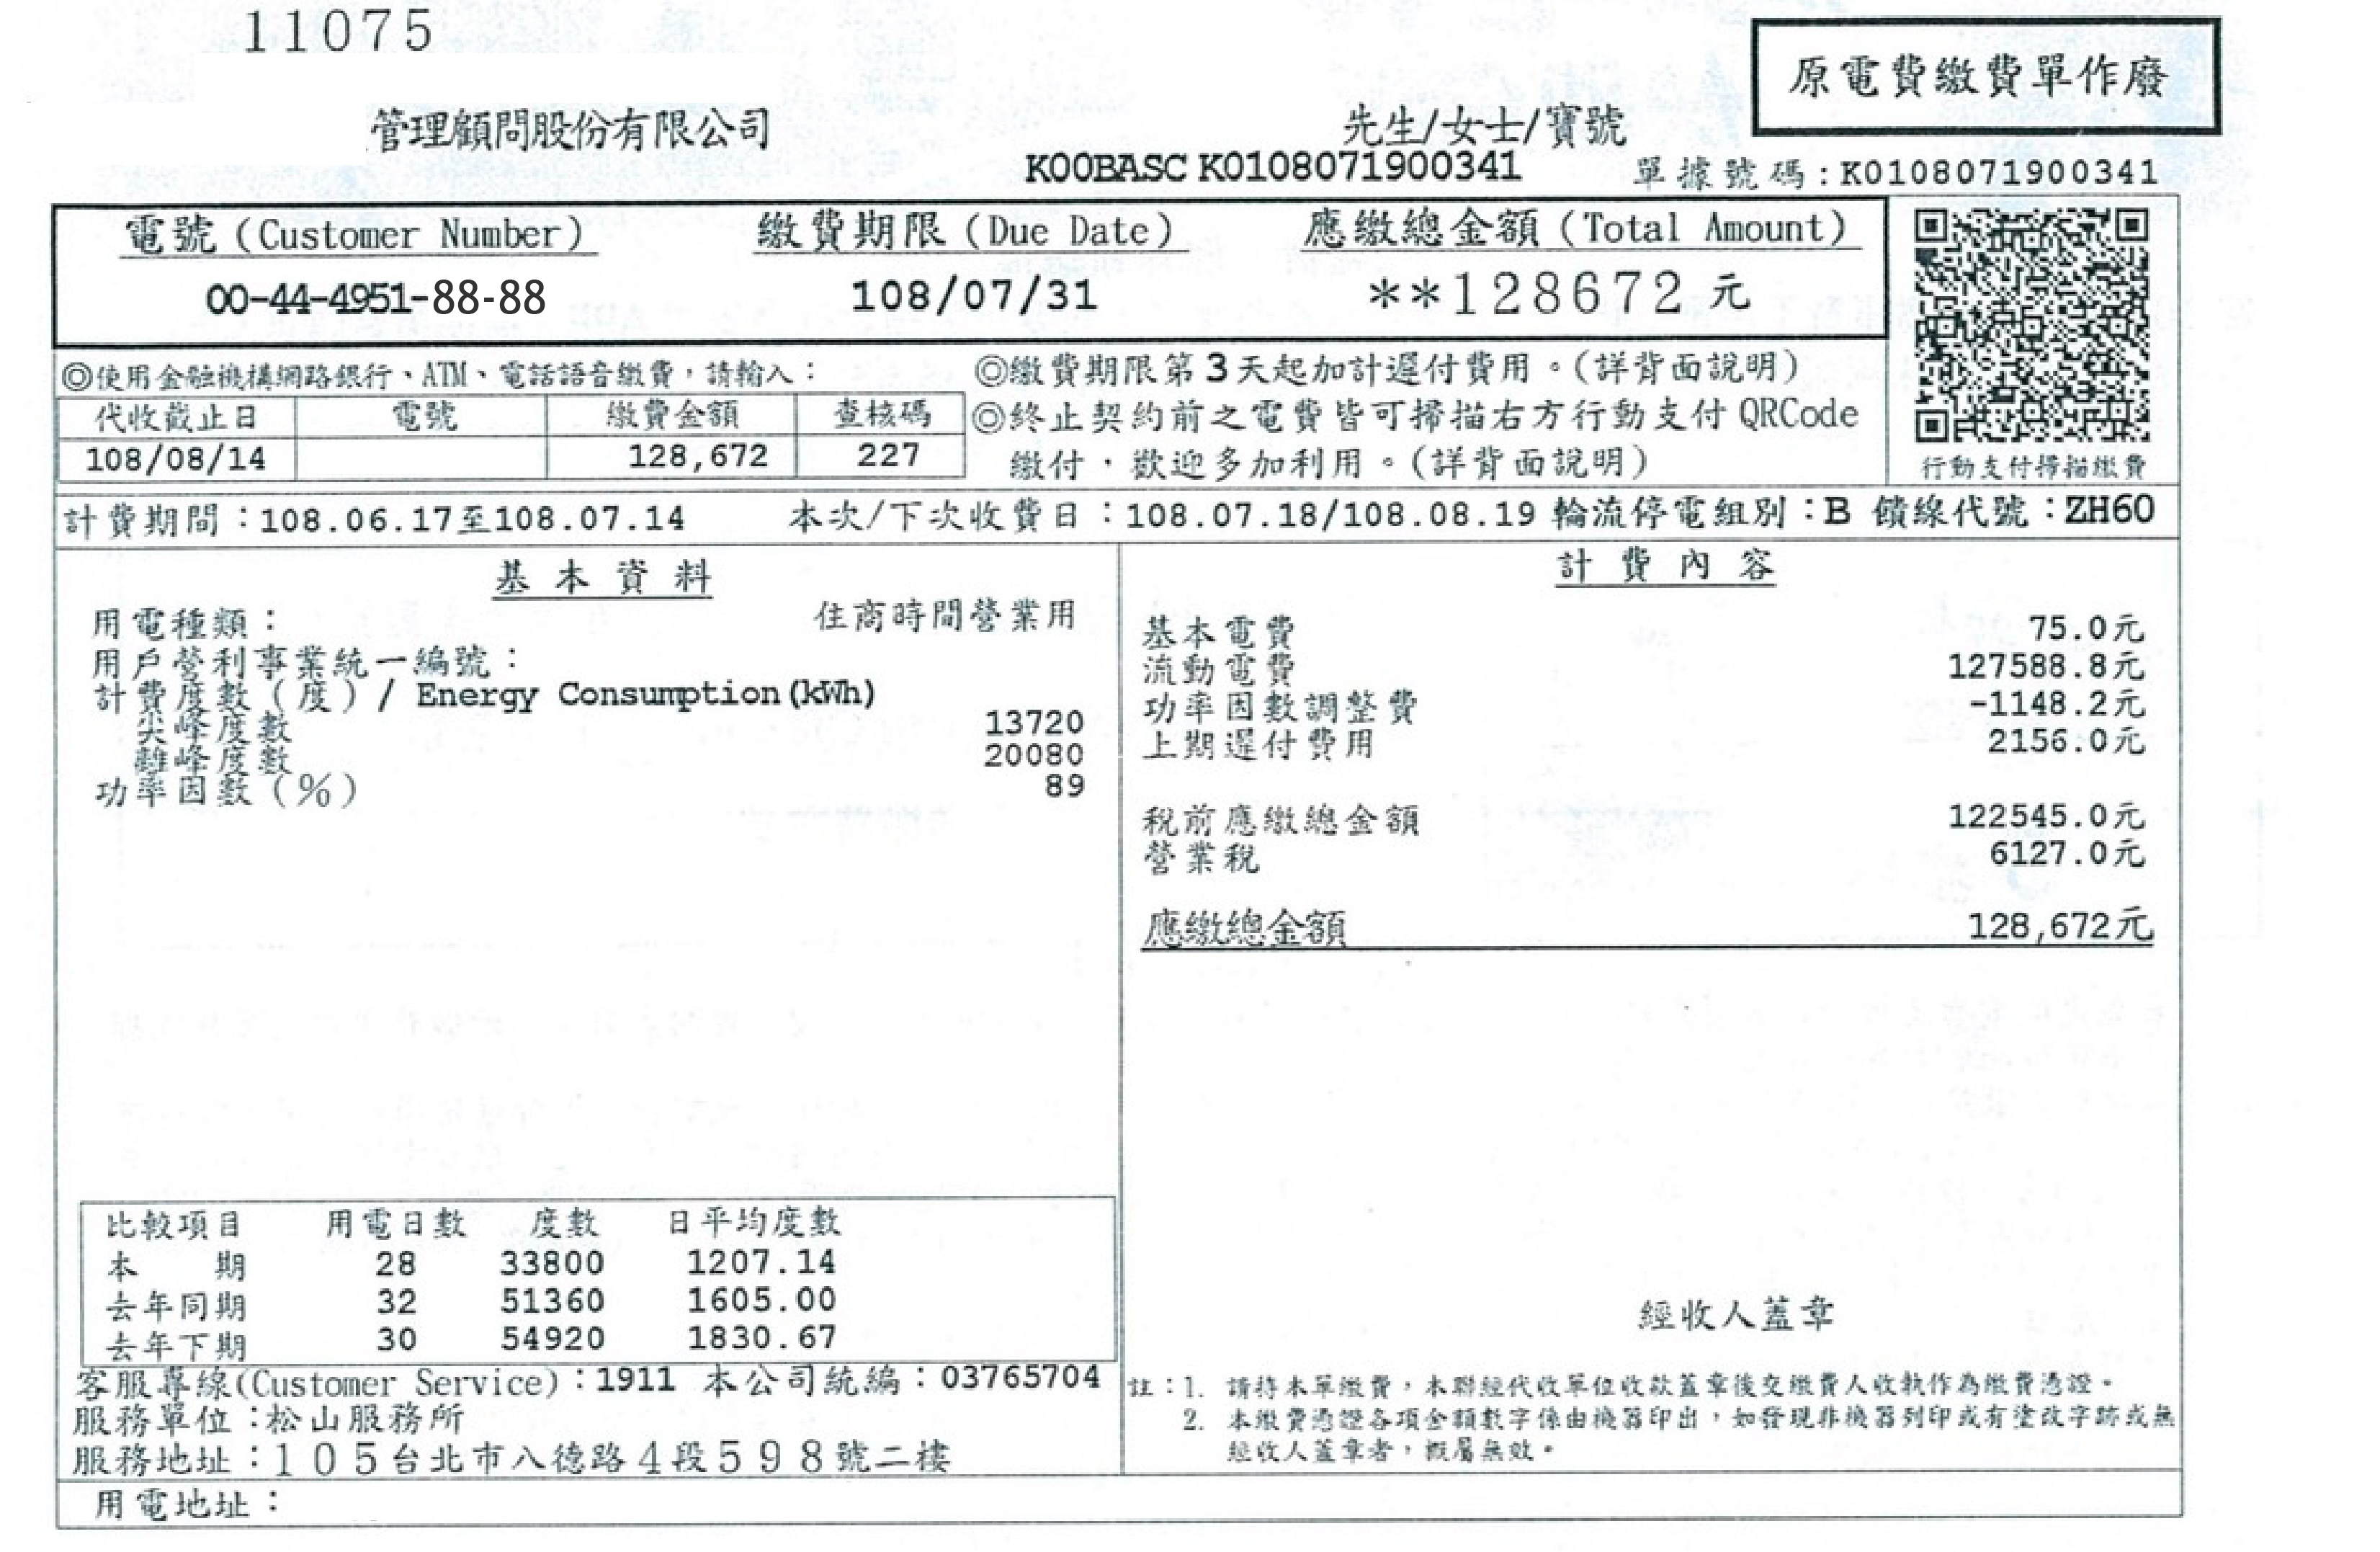 11075
原電費繳費單作廢
管理顧問股份有限公司 先生/女士/寶號
K00BASC K0108071900341 單據號碼:K0108071900341
電號(Customer Number) 繳費期限(Due Date) 應繳總金額(Total Amount)
00-44-4951-88-88 108/07/31 **128672元
◎使用金融機構網路銀行、ATM、電話語音繳費,請輸入:
代收截止日 電號 繳費金額 查核碼
108/08/14 128,672 227
◎繳費期限第3天起加計遲付費用。(詳背面說明)
◎終止契約前之電費皆可掃描右方行動支付QRCode
繳付,歡迎多加利用。(詳背面說明)
行動支付掃描繳費
計費期間:108.06.17至108.07.14 本次/下次收費日:108.07.18/108.08.19 輪流停電組別:B 饋線代號:ZH60
基本資料
用電種類: 住商時間營業用
用戶營利事業統一編號:
計費度數(度)/ Energy Consumption(kWh)
尖峰度數 13720
離峰度數 20080
功率因數(%) 89
計費內容
基本電費 75.0元
流動電費 127588.8元
功率因數調整費 -1148.2元
上期遲付費用 2156.0元
稅前應繳總金額 122545.0元
營業稅 6127.0元
應繳總金額 128,672元
比較項目 用電日數 度數 日平均度數
本期 28 33800 1207.14
去年同期 32 51360 1605.00
去年下期 30 54920 1830.67
客服專線(Customer Service):1911 本公司統編:03765704
服務單位:松山服務所
服務地址:105台北市八德路4段598號二樓
經收人蓋章
註:1. 請持本單繳費,本聯經代收單位收款蓋章後交繳費人收執作為繳費憑證。
2. 本繳費憑證各項金額數字係由機器印出,如發現非機器列印或有塗改字跡或無
經收人蓋章者,概屬無效。
用電地址: